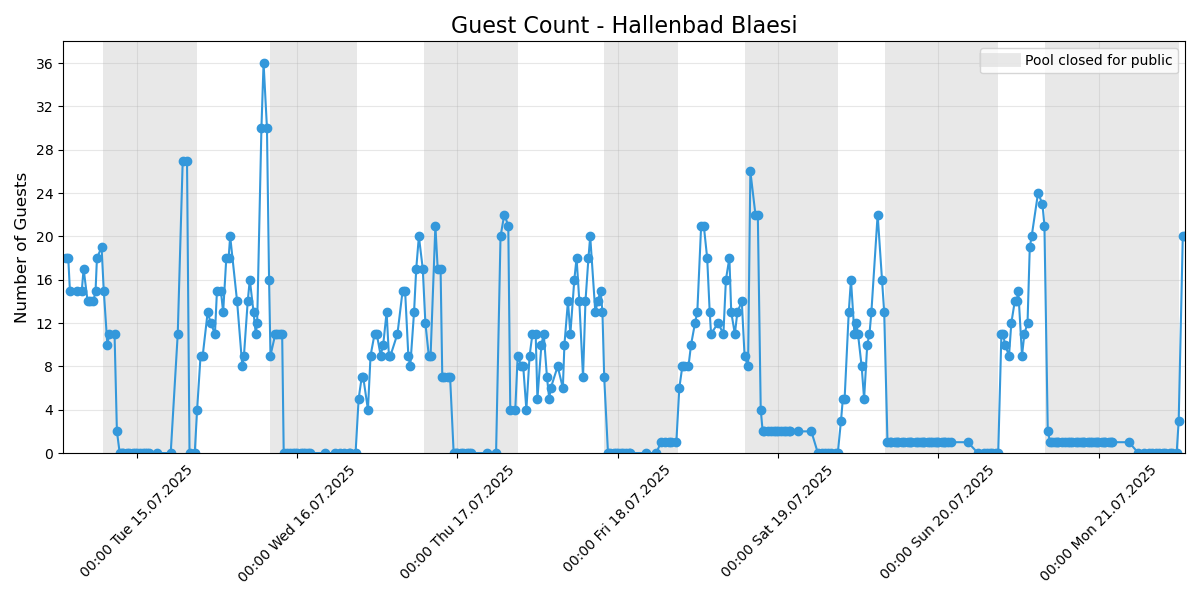 Guest Count - Hallenbad Blaesi
Pool closed for public
Number of Guests
36
32
28
24
20
16
12
8
4
0
00:00 Tue 15.07.2025
00:00 Wed 16.07.2025
00:00 Thu 17.07.2025
00:00 Fri 18.07.2025
00:00 Sat 19.07.2025
00:00 Sun 20.07.2025
00:00 Mon 21.07.2025